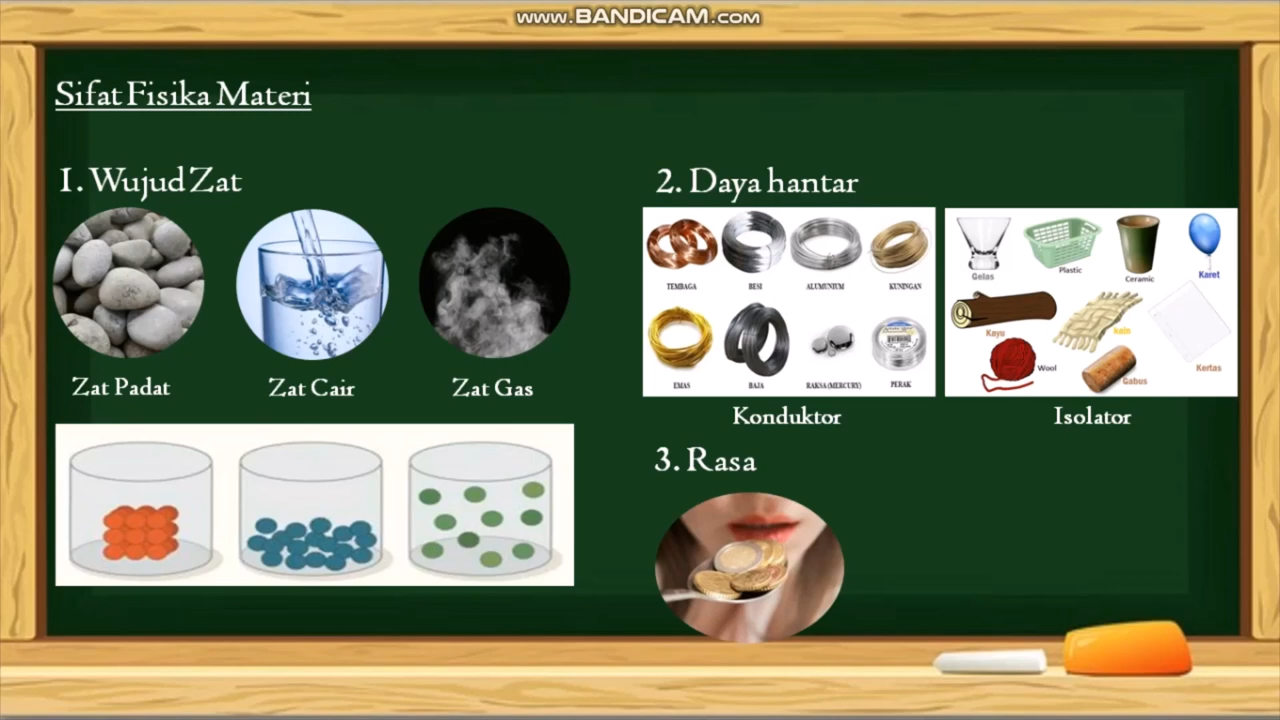 www.BANDICAM.com
Sifat Fisika Materi
1. Wujud Zat
Zat Padat
Zat Cair
Zat Gas
2. Daya hantar
TEMBAGA
BESI
ALUMUNIUM
KUNINGAN
EMAS
BAJA
RAKSA (MERCURY)
PERAK
Konduktor
Gelas
Plastic
Ceramic
Karet
Kayu
kain
Wool
Gabus
Kertas
Isolator
3. Rasa